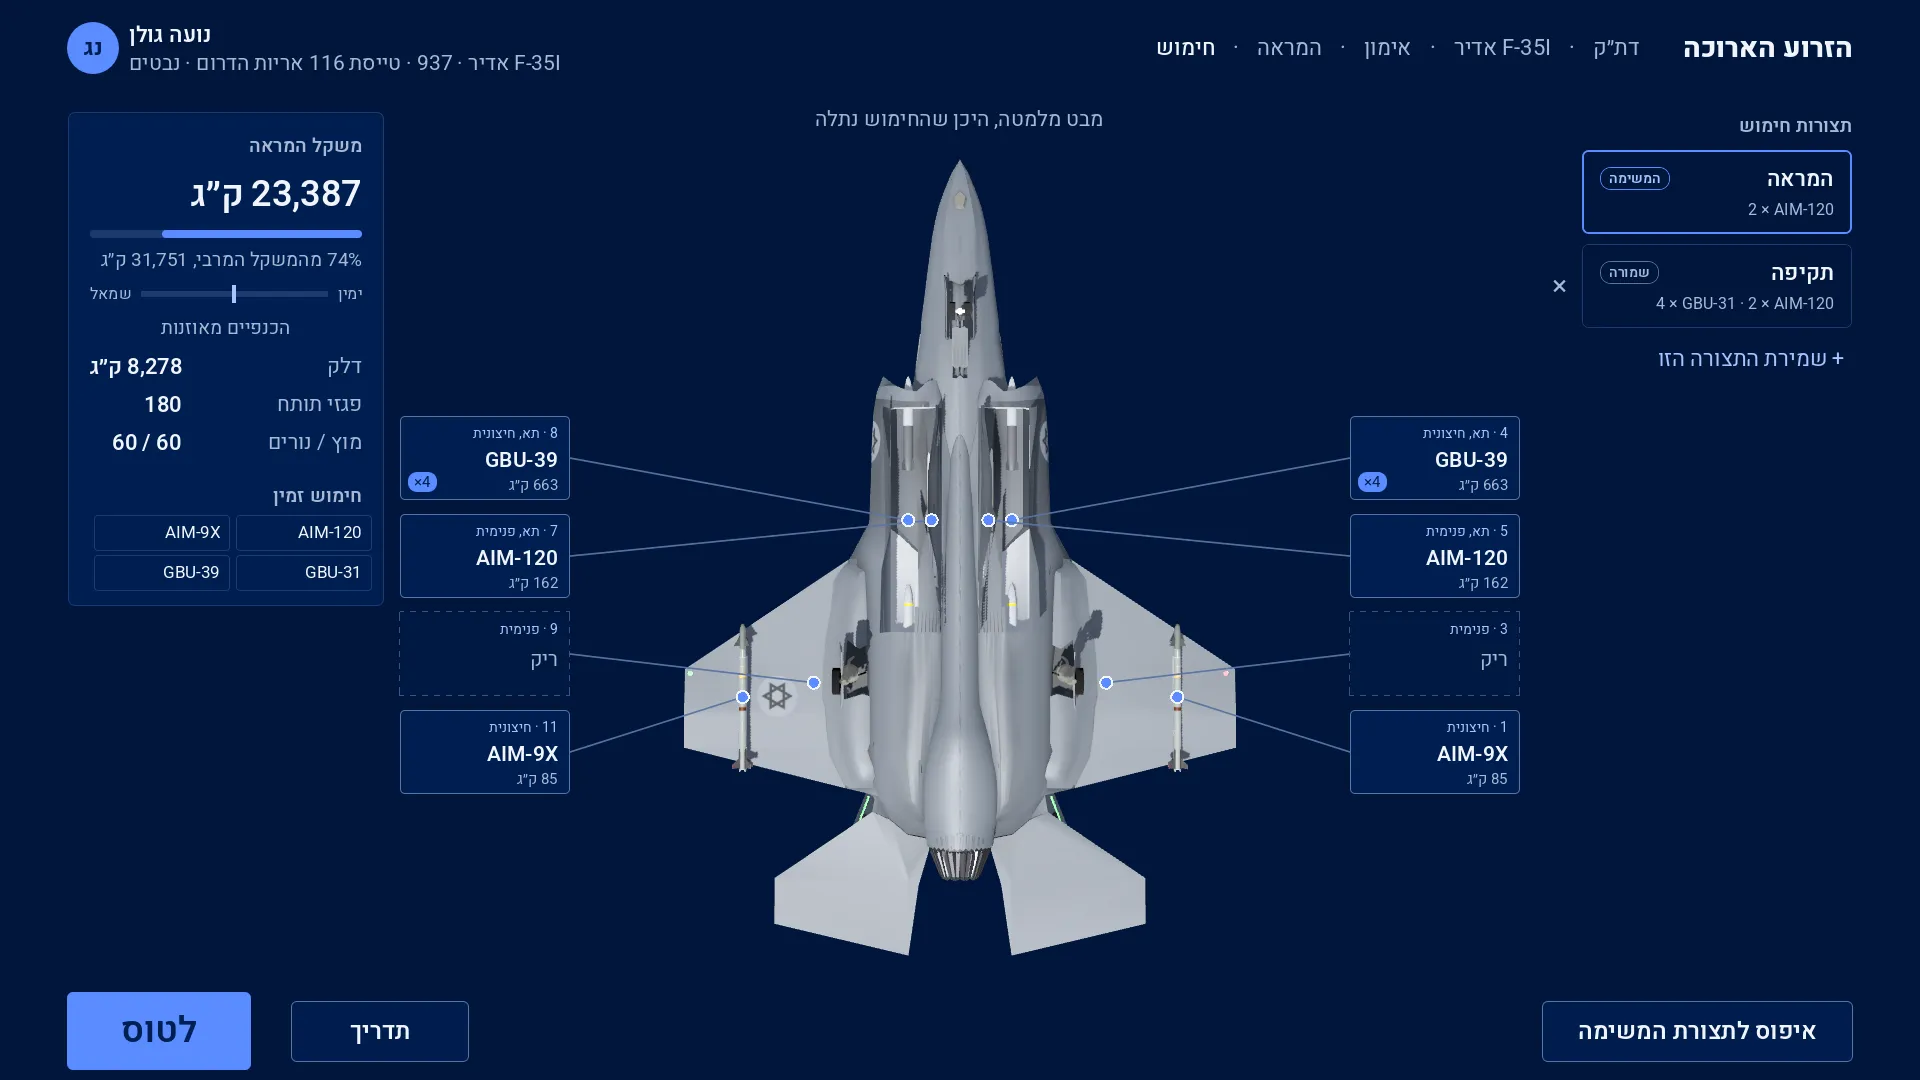 הזרוע הארוכה
דת״ק · F-35I אדיר · אימון · המראה · חימוש
נועה גולן
F-35I אדיר · 937 · טייסת 116 אריות הדרום · נבטים
נג
תצורות חימוש
המראה
המשימה
2 × AIM-120
תקיפה
שמורה
4 × GBU-31 · 2 × AIM-120
×
+ שמירת התצורה הזו
מבט מלמטה, היכן שהחימוש נתלה
4 · תא, חיצונית
GBU-39
663 ק״ג
×4
5 · תא, פנימית
AIM-120
162 ק״ג
3 · פנימית
ריק
1 · חיצונית
AIM-9X
85 ק״ג
8 · תא, חיצונית
GBU-39
663 ק״ג
×4
7 · תא, פנימית
AIM-120
162 ק״ג
9 · פנימית
ריק
11 · חיצונית
AIM-9X
85 ק״ג
משקל המראה
23,387 ק״ג
74% מהמשקל המרבי, 31,751 ק״ג
ימין
שמאל
הכנפיים מאוזנות
דלק 8,278 ק״ג
פגזי תותח 180
מוץ / נורים 60 / 60
חימוש זמין
AIM-120
AIM-9X
GBU-31
GBU-39
איפוס לתצורת המשימה
תדריך
לטוס